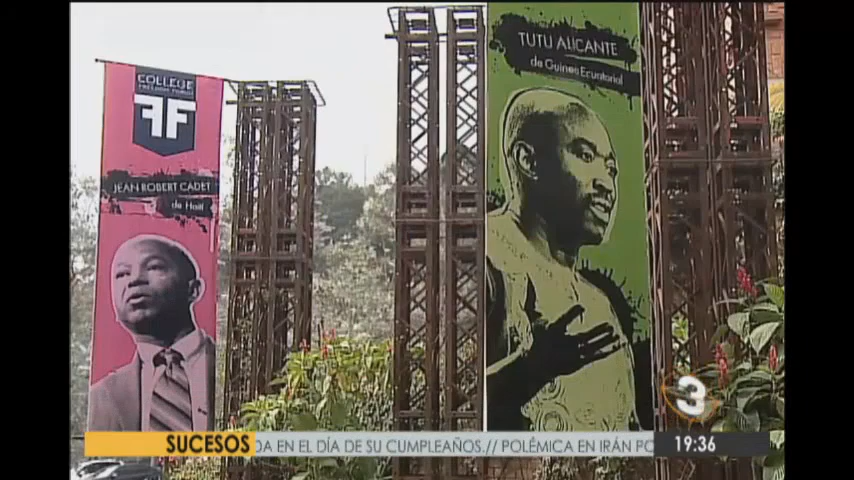 COLLEGE
FREEDOM FORUM
FF
JEAN ROBERT CADET
de Haití
TUTU ALICANTE
de Guinea Ecuatorial
3
SUCESOS
DA EN EL DÍA DE SU CUMPLEAÑOS.// POLÊMICA EN IRÁN PO
19:36